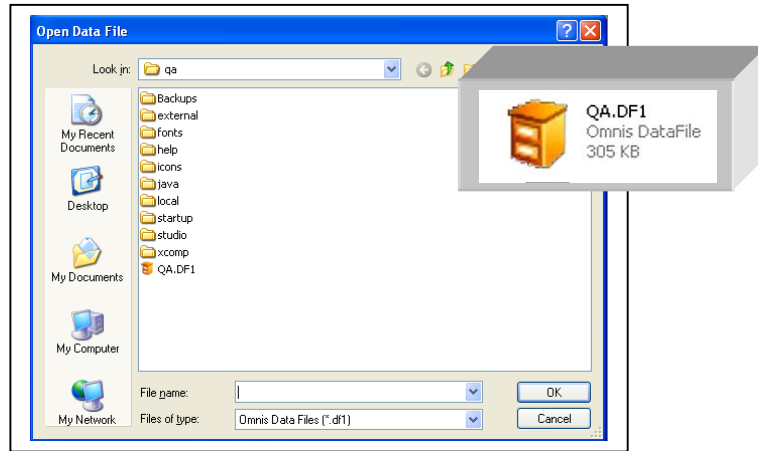 Open Data File
Look in:
qa
QA.DF1
Omnis DataFile
305 KB
My Recent
Documents
Desktop
My Documents
My Computer
My Network
Backups
external
fonts
help
icons
java
local
startup
studio
xcomp
QA.DF1
File name:
OK
Files of type:
Omnis Data Files (*.df1)
Cancel